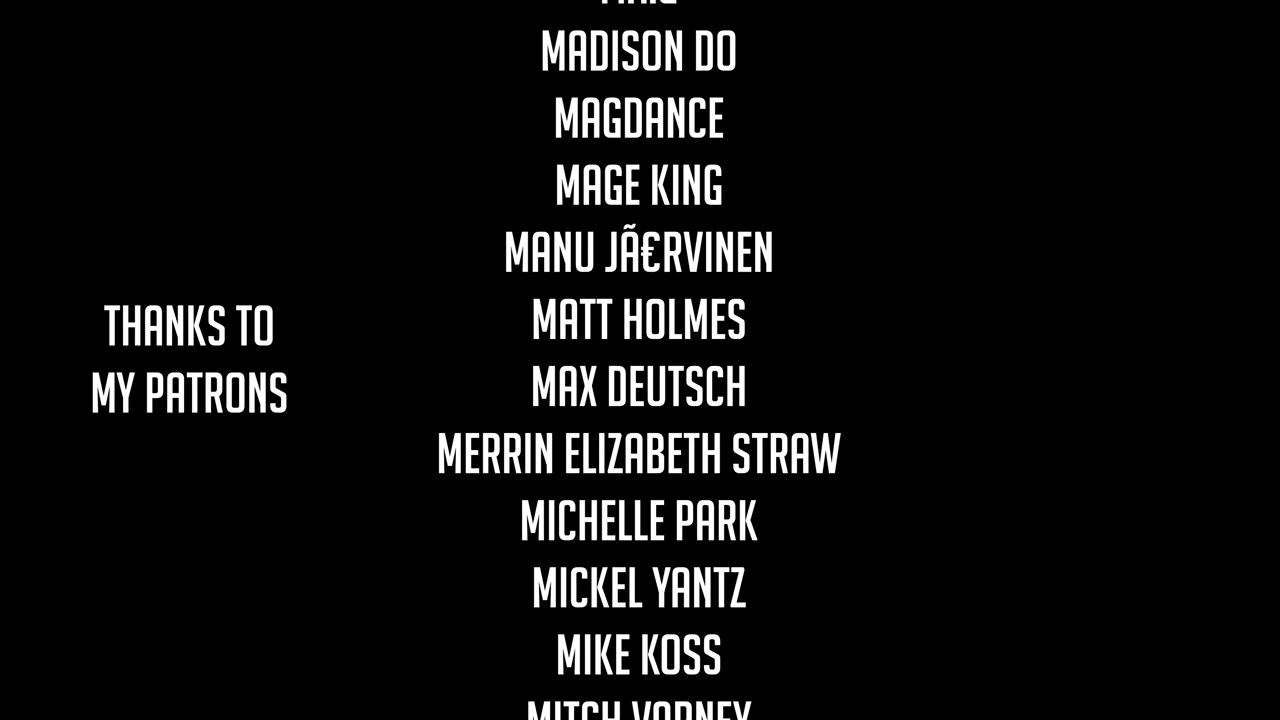 THANKS TO
MY PATRONS
MADISON DO
MAGDANCE
MAGE KING
MANU JÃ€RVINEN
MATT HOLMES
MAX DEUTSCH
MERRIN ELIZABETH STRAW
MICHELLE PARK
MICKEL YANTZ
MIKE KOSS
MITCH